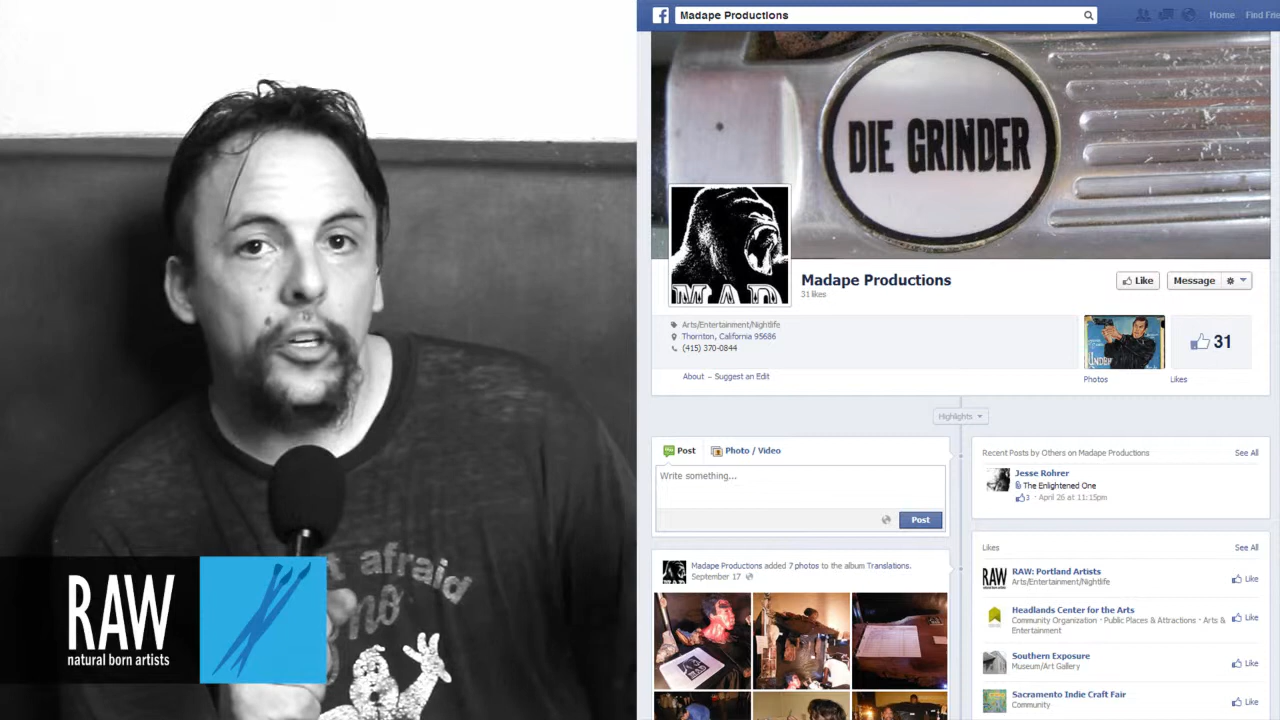 RAW
natural born artists
t afraid
Madape Productions
Home
Find Frie
DIE GRINDER
MAD
Madape Productions
31 likes
Like
Message
Arts/Entertainment/Nightlife
Thornton, California 95686
(415) 370-0844
About – Suggest an Edit
31
Photos
Likes
Highlights
Post
Photo / Video
Write something...
Post
Madape Productions added 7 photos to the album Translations.
September 17
Recent Posts by Others on Madape Productions
See All
Jesse Rohrer
The Enlightened One
3 · April 26 at 11:15pm
Likes
See All
RAW
RAW: Portland Artists
Arts/Entertainment/Nightlife
Like
Headlands Center for the Arts
Community Organization · Public Places & Attractions · Arts &
Entertainment
Like
Southern Exposure
Museum/Art Gallery
Like
Sacramento Indie Craft Fair
Community
Like